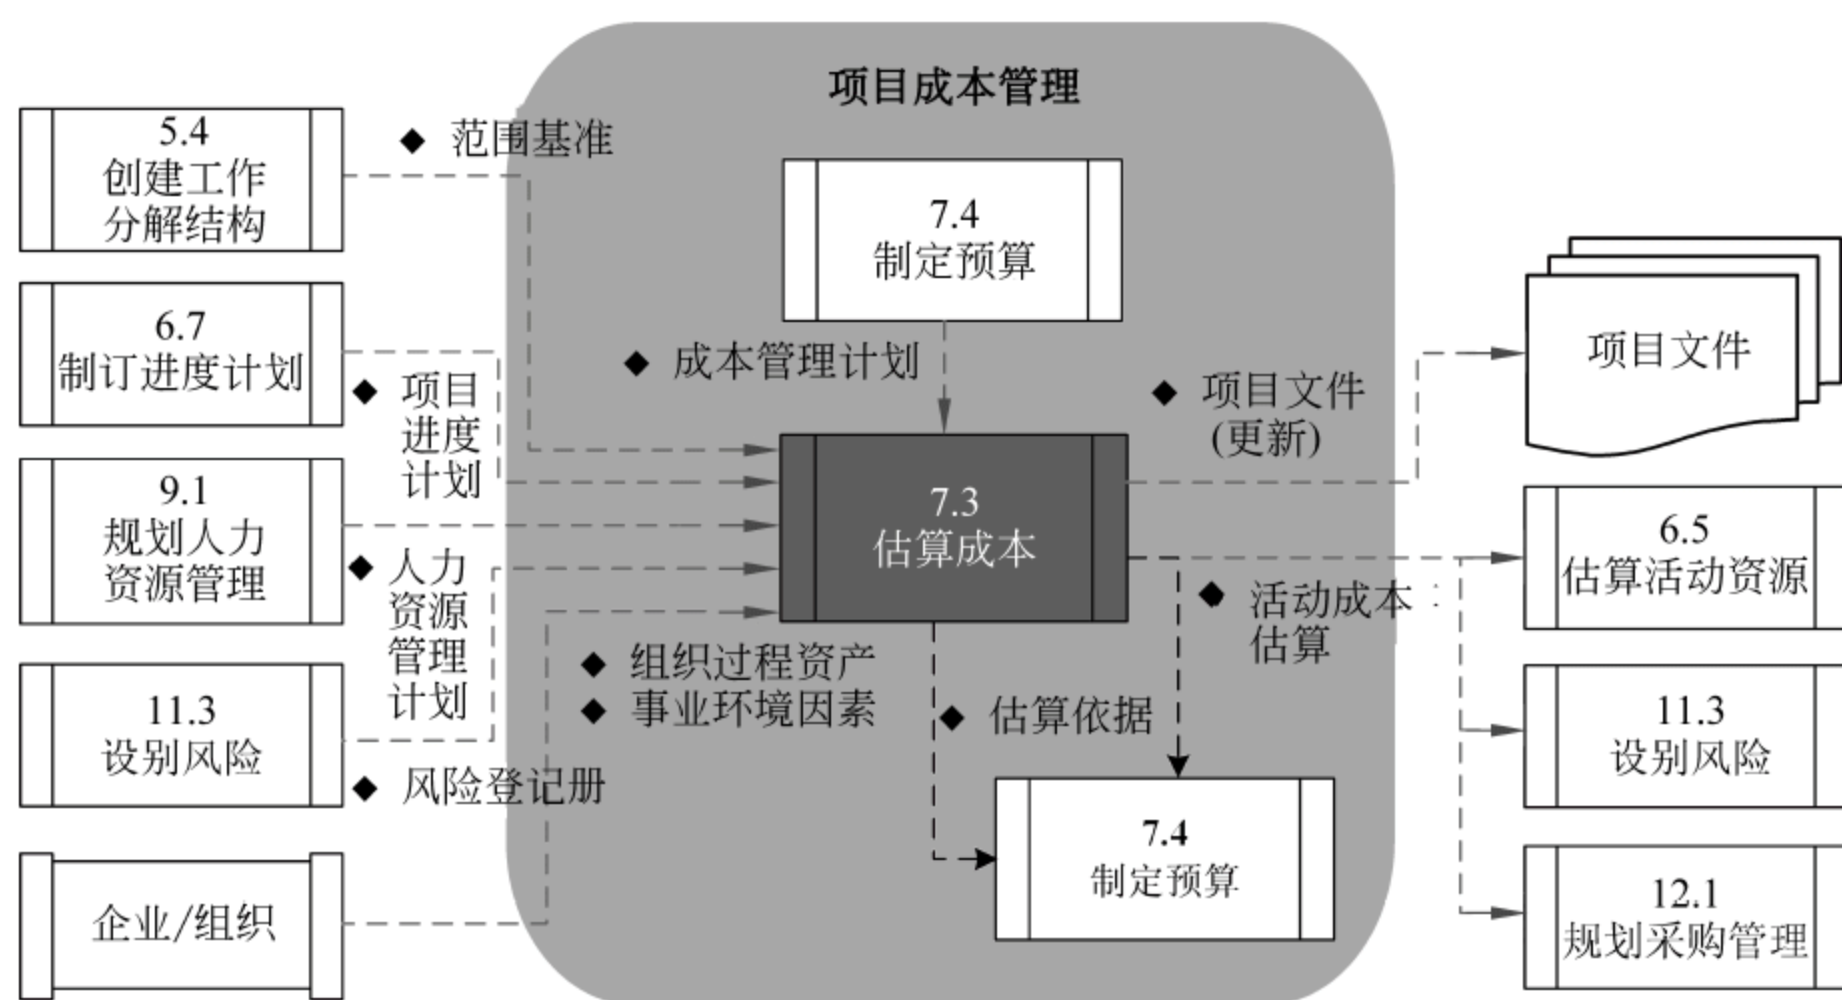 项目成本管理
5.4
创建工作
分解结构
◆ 范围基准
7.4
制定预算
6.7
制订进度计划
◆ 项目
进度
计划
◆ 成本管理计划
◆ 项目文件
(更新)
项目文件
9.1
规划人力
资源管理
◆ 人力
资源
管理
计划
7.3
估算成本
6.5
估算活动资源
◆ 活动成本
估算
11.3
设别风险
◆ 风险登记册
◆ 组织过程资产
◆ 事业环境因素
◆ 估算依据
11.3
设别风险
7.4
制定预算
企业/组织
12.1
规划采购管理